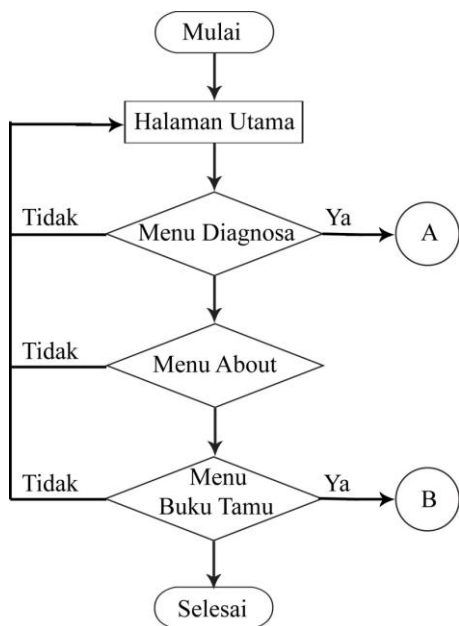 Mulai
Halaman Utama
Tidak
Menu Diagnosa
Ya
A
Tidak
Menu About
Tidak
Menu
Buku Tamu
Ya
B
Selesai